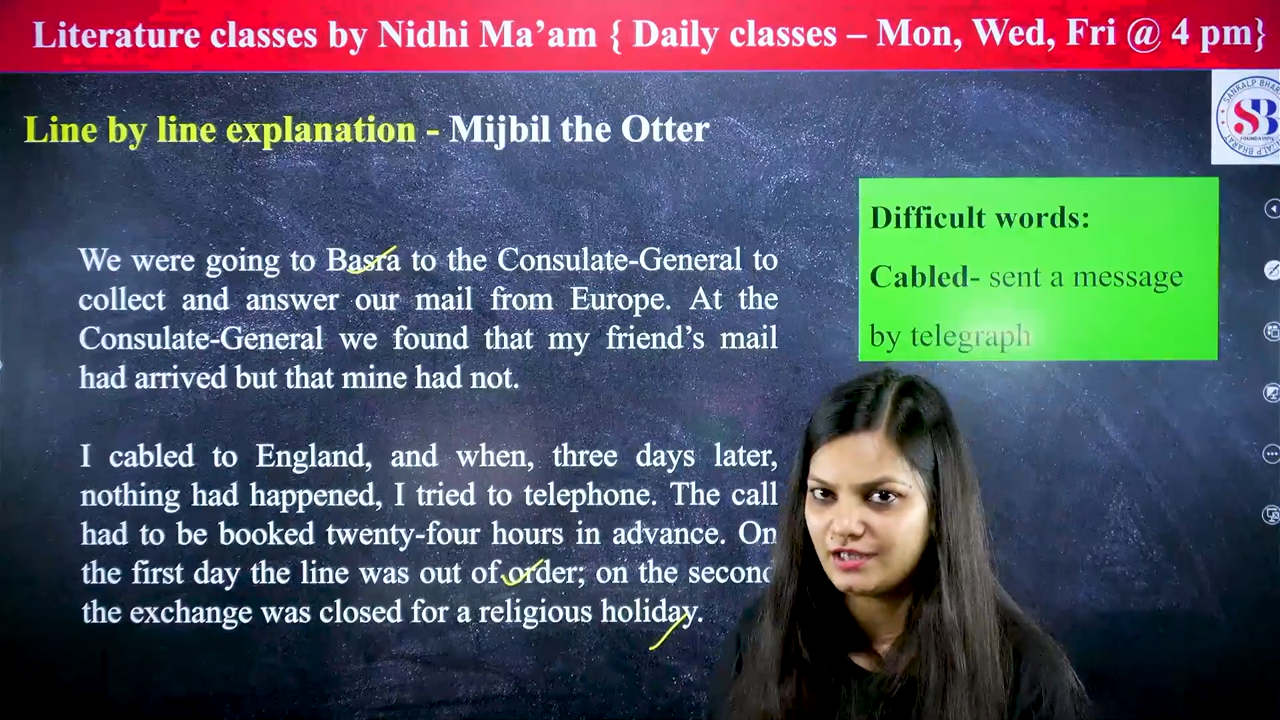 Literature classes by Nidhi Ma’am { Daily classes – Mon, Wed, Fri @ 4 pm}
Line by line explanation - Mijbil the Otter
SB
FOUNDATION
Difficult words:
Cabled- sent a message
by telegraph
We were going to Basra to the Consulate-General to
collect and answer our mail from Europe. At the
Consulate-General we found that my friend’s mail
had arrived but that mine had not.
I cabled to England, and when, three days later,
nothing had happened, I tried to telephone. The call
had to be booked twenty-four hours in advance. On
the first day the line was out of order; on the second
the exchange was closed for a religious holiday.